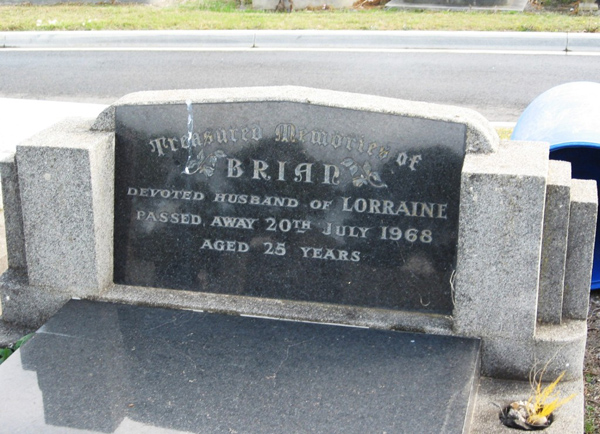 Treasured Memories of
BRIAN
DEVOTED HUSBAND OF LORRAINE
PASSED AWAY 20TH JULY 1968
AGED 25 YEARS